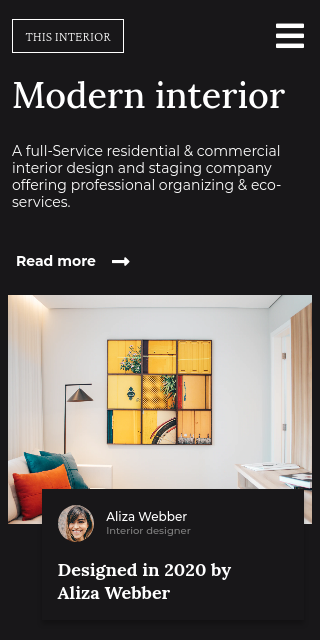 THIS INTERIOR
Modern interior
A full-Service residential & commercial
interior design and staging company
offering professional organizing & eco-
services.
Read more
Aliza Webber
Interior designer
Designed in 2020 by
Aliza Webber